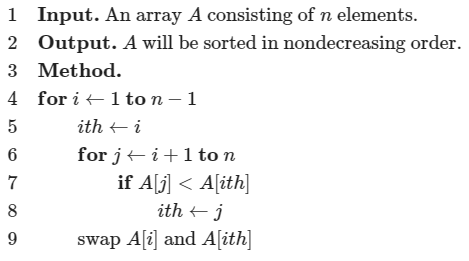 1 Input. An array A consisting of n elements.
2 Output. A will be sorted in nondecreasing order.
3 Method.
4 for i ← 1 to n − 1
5 ith ← i
6 for j ← i + 1 to n
7 if A[j] < A[ith]
8 ith ← j
9 swap A[i] and A[ith]